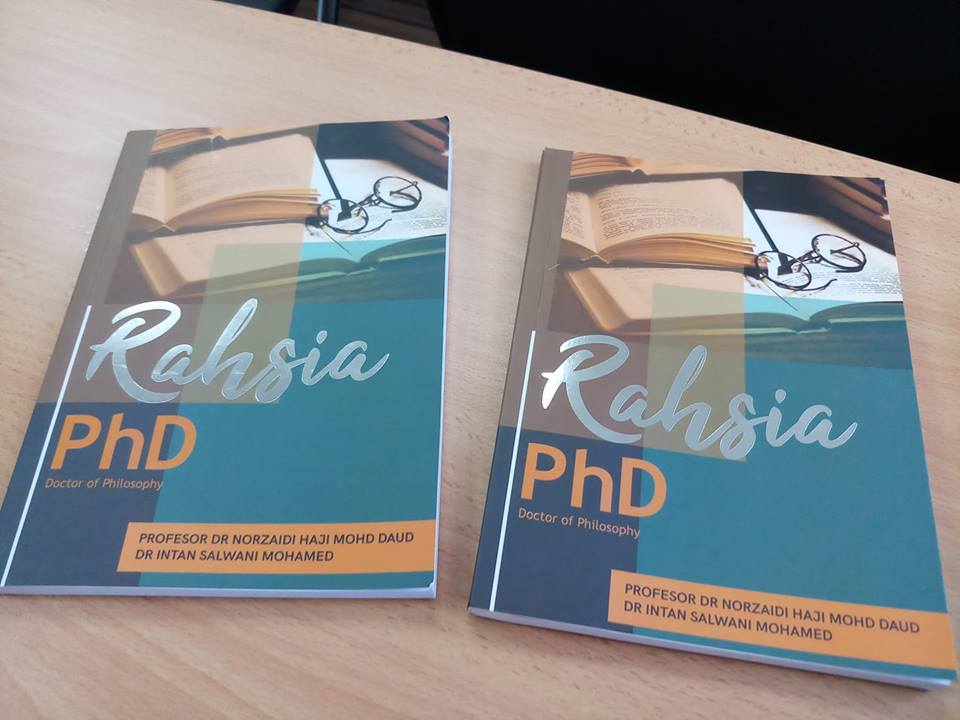 Rahsia
PhD
Doctor of Philosophy
PROFESOR DR NORZAIDI HAJI MOHD DAUD
DR INTAN SALWANI MOHAMED
Rahsia
PhD
Doctor of Philosophy
PROFESOR DR NORZAIDI HAJI MOHD DAUD
DR INTAN SALWANI MOHAMED